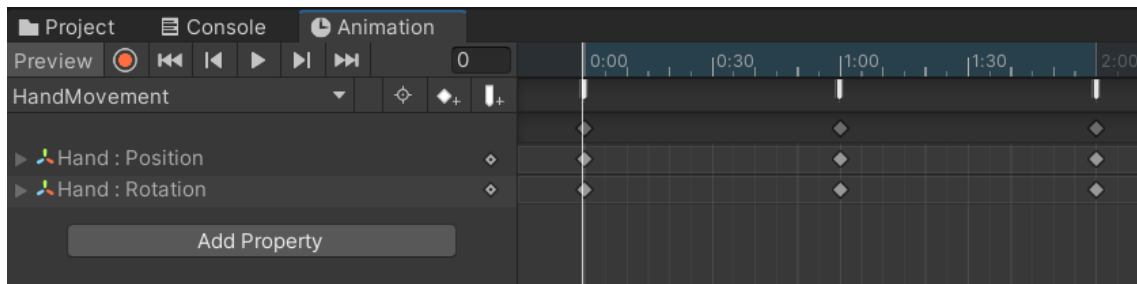 Project Console Animation
Preview 0 0:00 0:30 1:00 1:30 2:00
HandMovement
Hand : Position
Hand : Rotation
Add Property